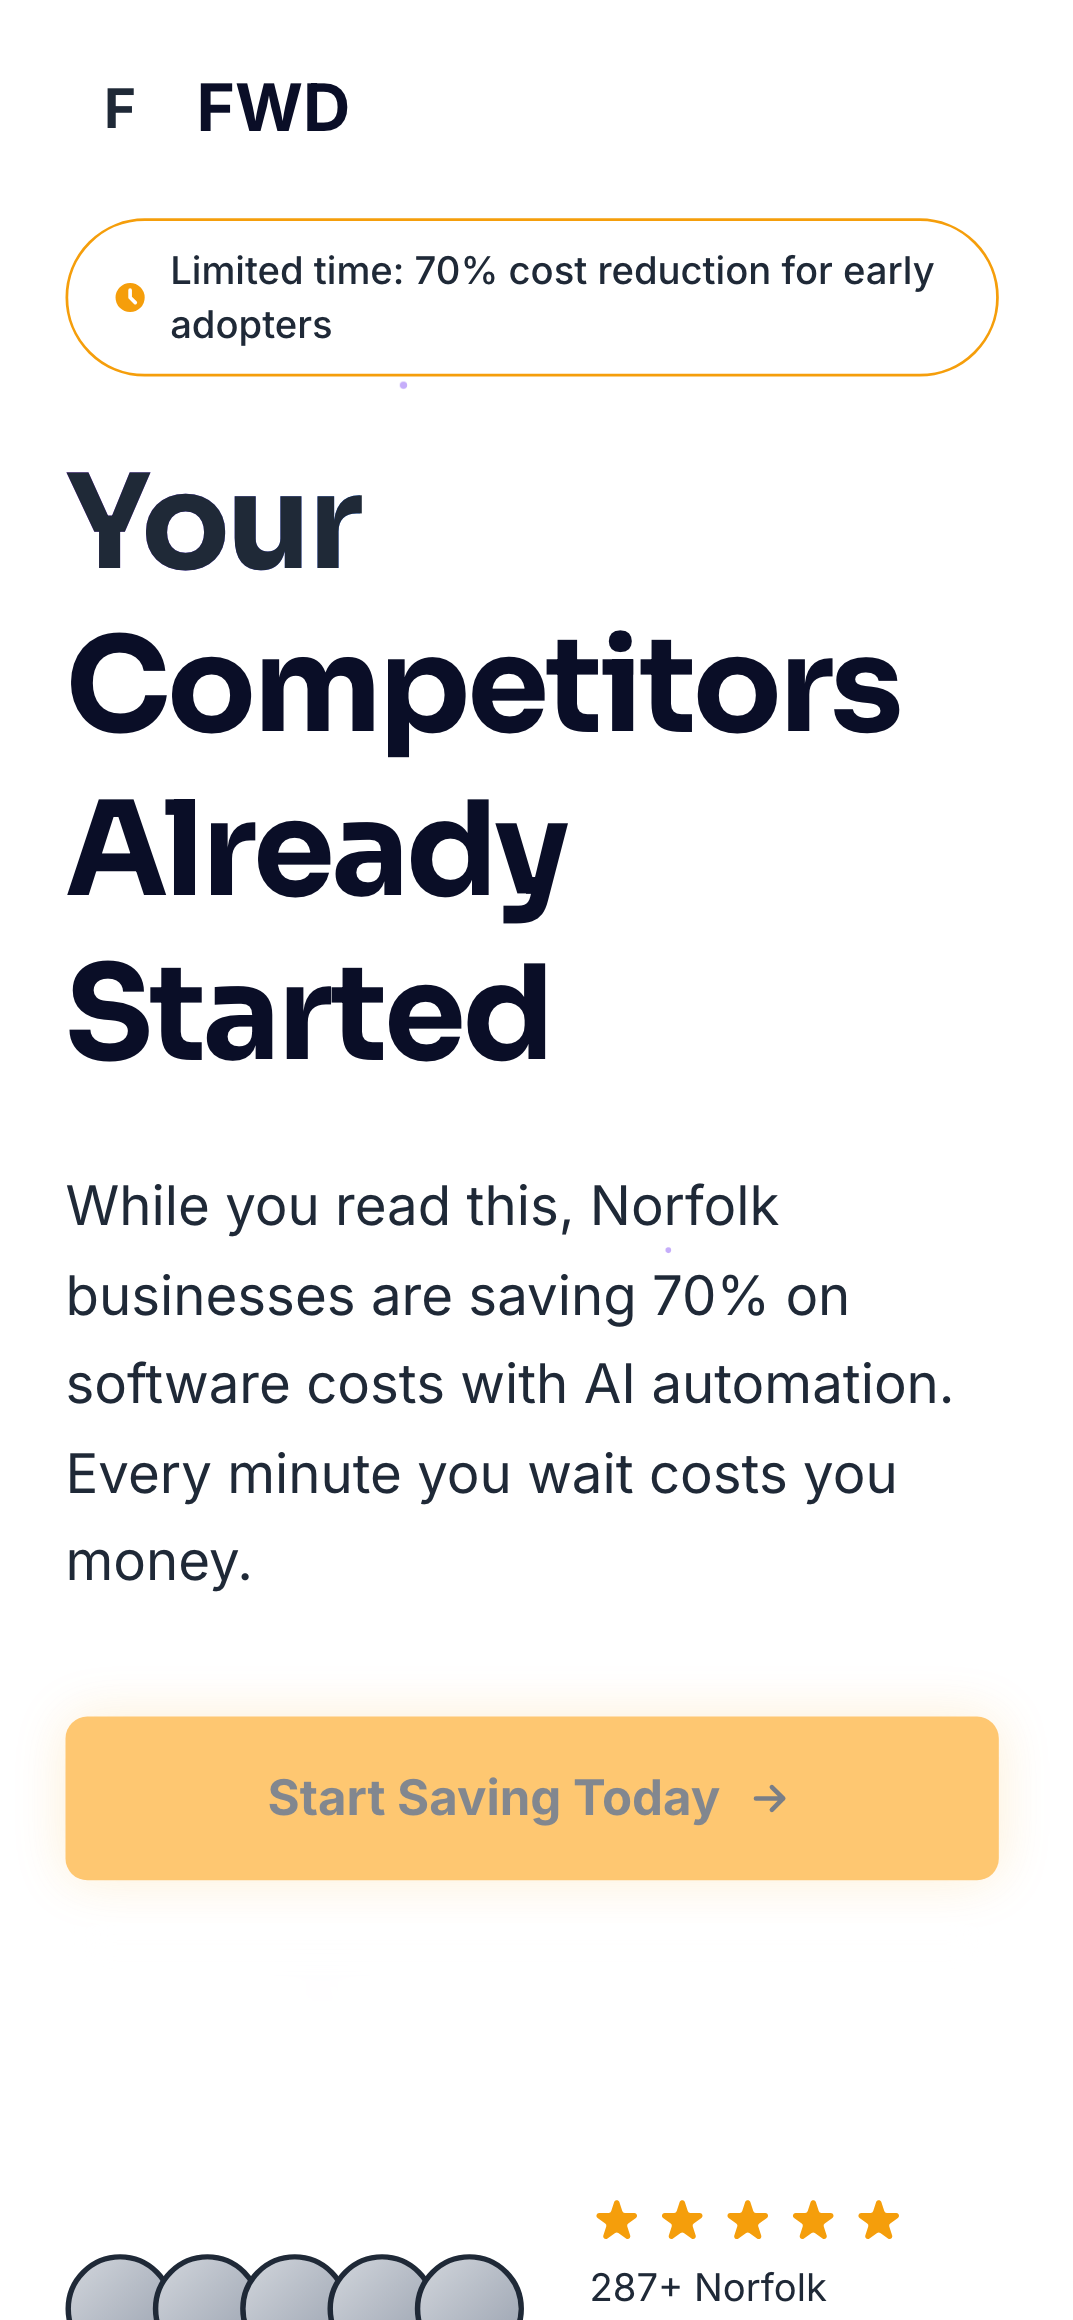 F FWD
Limited time: 70% cost reduction for early
adopters
Your
Competitors
Already
Started
While you read this, Norfolk
businesses are saving 70% on
software costs with AI automation.
Every minute you wait costs you
money.
Start Saving Today →
287+ Norfolk